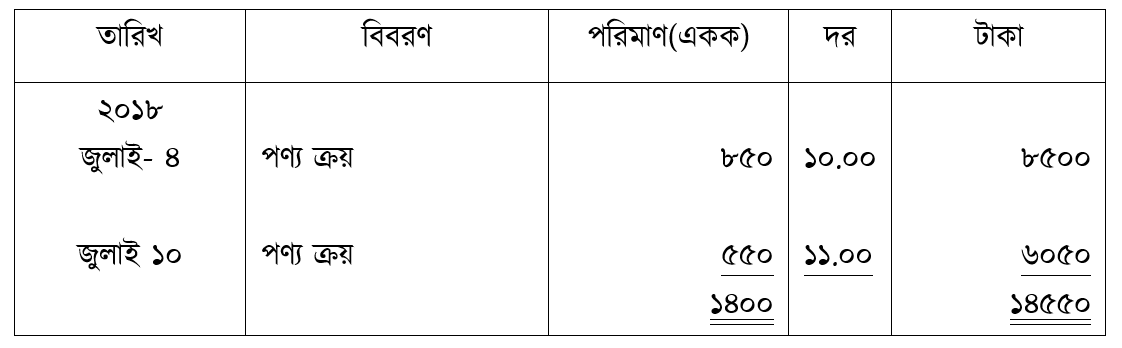 তারিখ বিবরণ পরিমাণ(একক) দর টাকা
২০১৮
জুলাই- ৪ পণ্য ক্রয় ৮৫০ ১০.০০ ৮৫০০
জুলাই ১০ পণ্য ক্রয় ৫৫০ ১১.০০ ৬০৫০
১৪০০ ১৪৫৫০